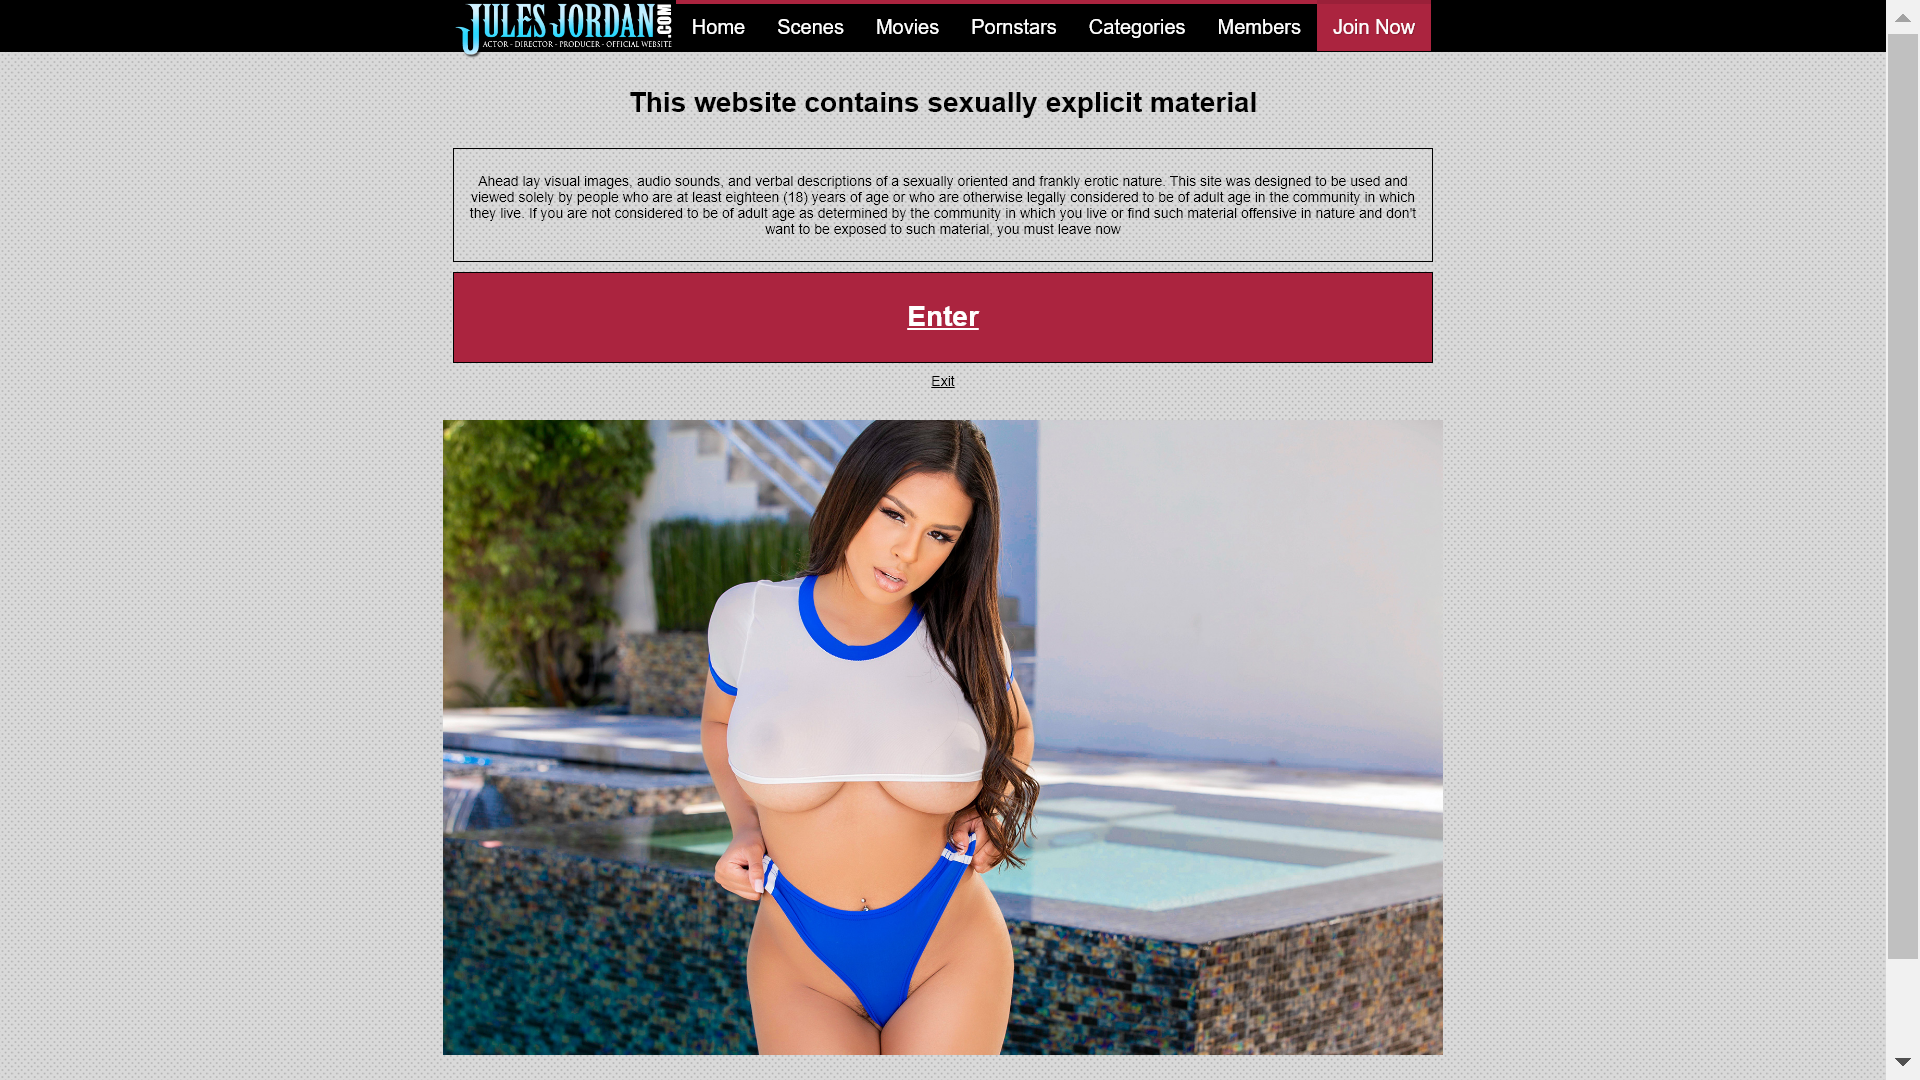 JULES JORDAN.COM
ACTOR - DIRECTOR - PRODUCER - OFFICIAL WEBSITE
Home Scenes Movies Pornstars Categories Members Join Now
This website contains sexually explicit material
Ahead lay visual images, audio sounds, and verbal descriptions of a sexually oriented and frankly erotic nature. This site was designed to be used and
viewed solely by people who are at least eighteen (18) years of age or who are otherwise legally considered to be of adult age in the community in which
they live. If you are not considered to be of adult age as determined by the community in which you live or find such material offensive in nature and don't
want to be exposed to such material, you must leave now
Enter
Exit